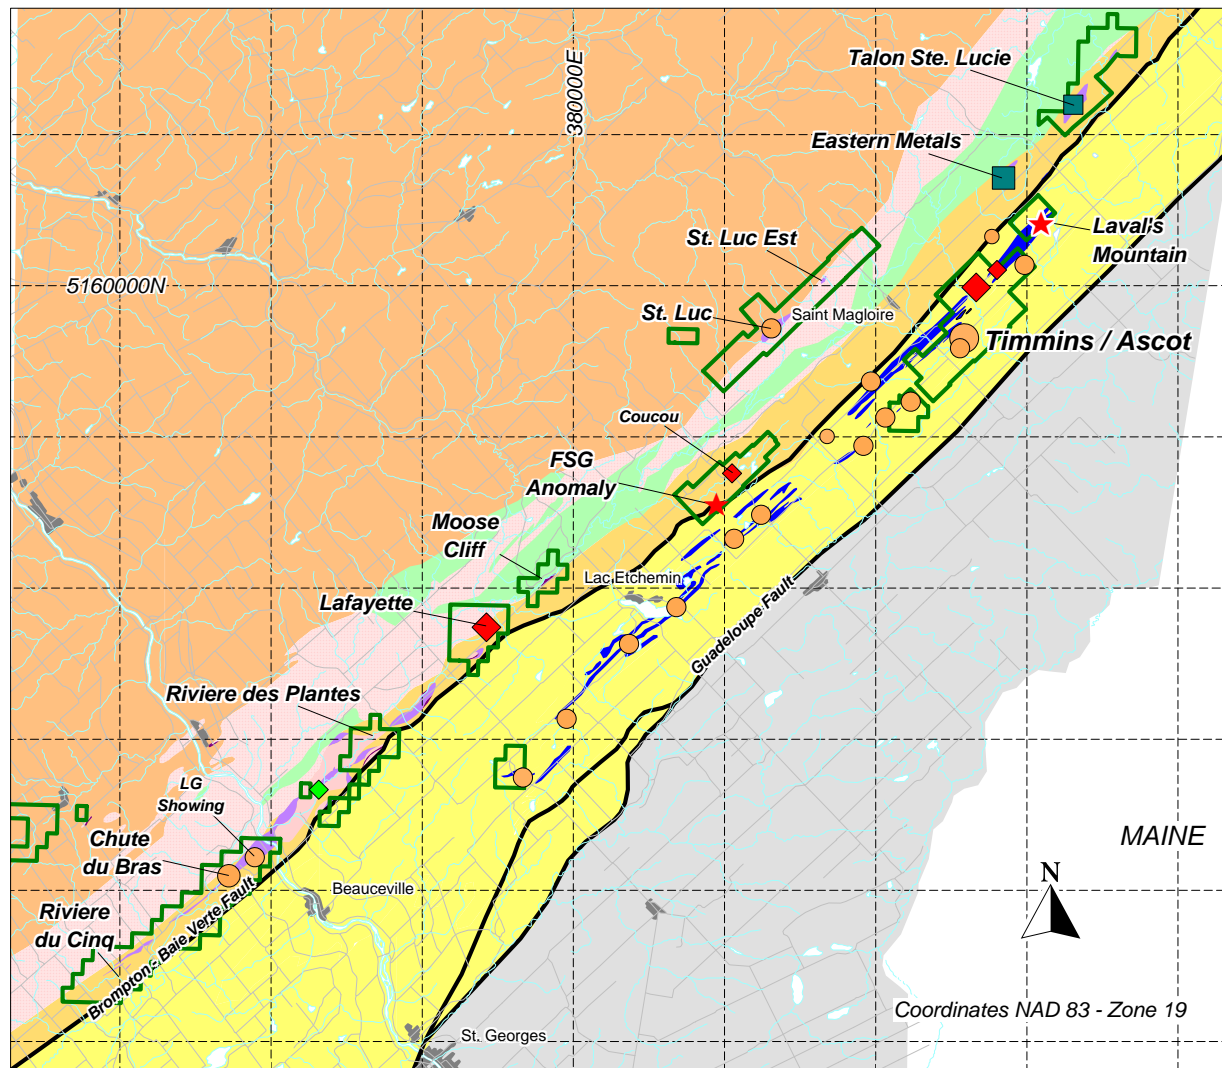 Talon Ste. Lucie
380000E
Eastern Metals
Laval's
Mountain
St. Luc Est
5160000N
St. Luc
Saint Magloire
Timmins / Ascot
Coucou
FSG
Anomaly
Moose
Cliff
Lac Etchemin
Lafayette
Guadeloupe Fault
Riviere des Plantes
LG
Showing
MAINE
Chute
du Bras
N
Beauceville
Riviere
du Cinq
Brompton - Baie Verte Fault
Coordinates NAD 83 - Zone 19
St. Georges